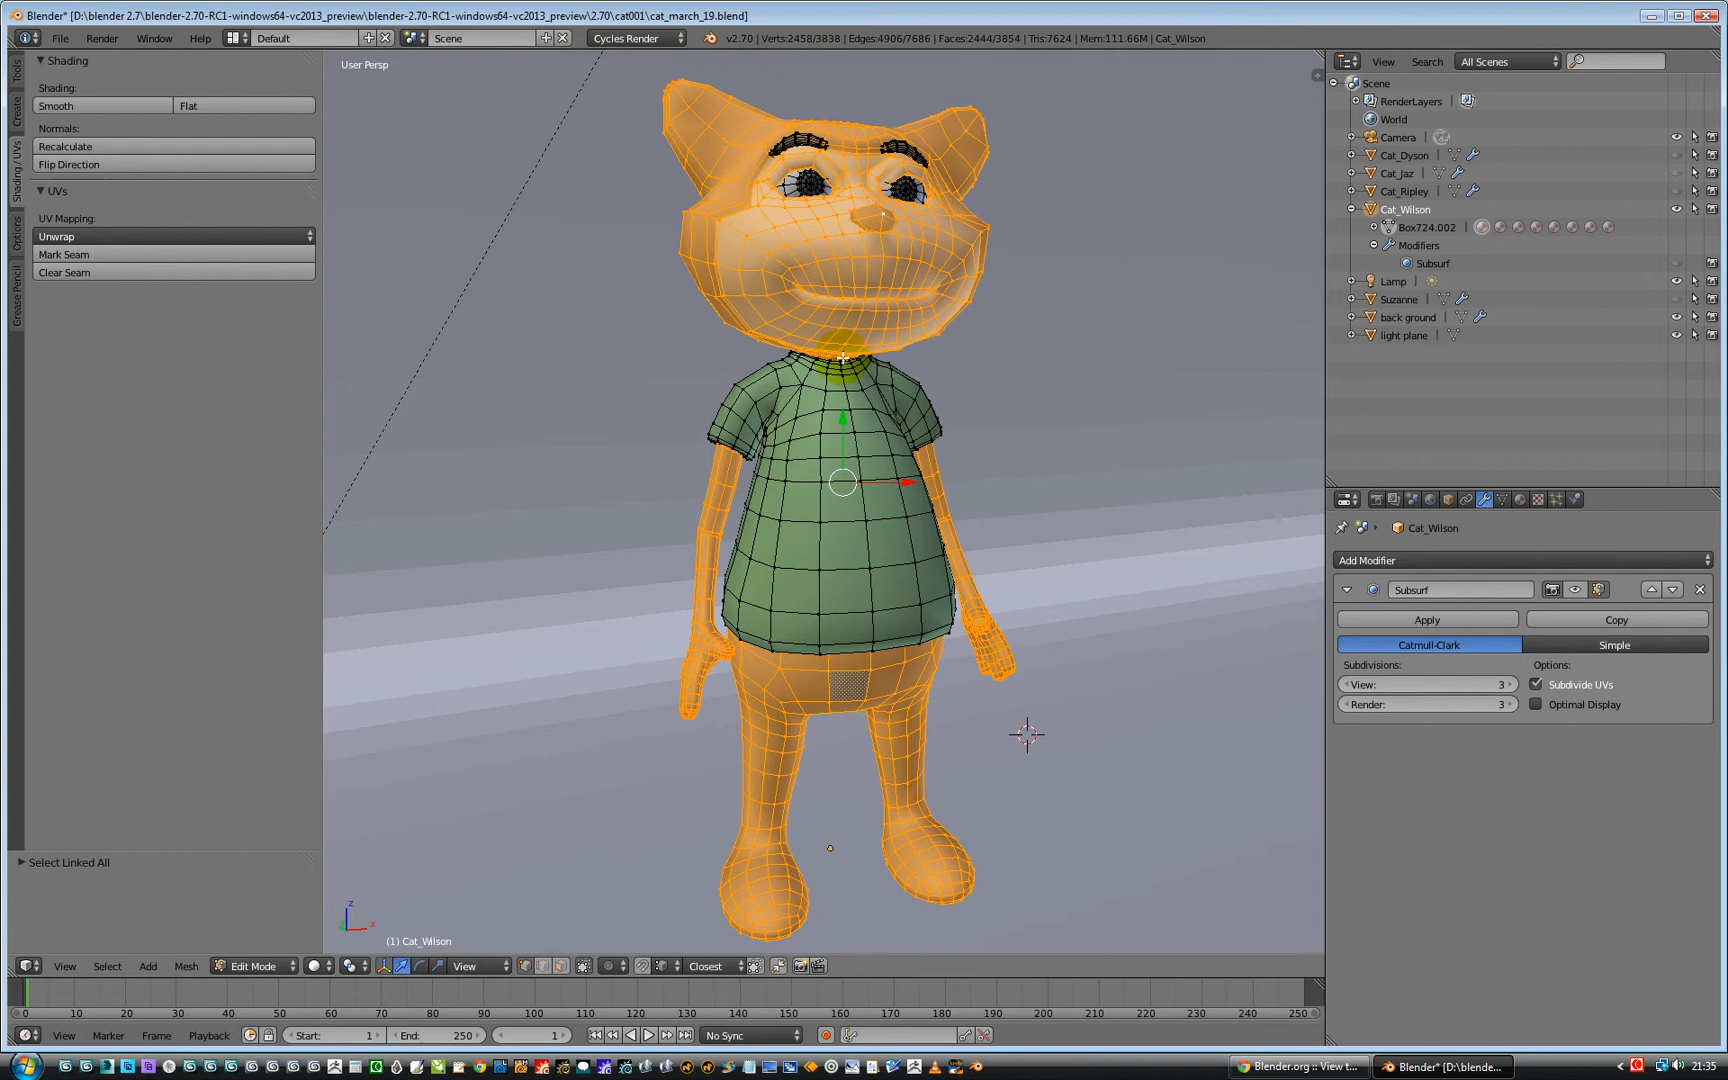 Blender* [D:\blender 2.7\blender-2.70-RC1-windows64-vc2013_preview\blender-2.70-RC1-windows64-vc2013_preview\2.70\cat001\cat_march_19.blend]
File Render Window Help Default Scene Cycles Render v2.70 | Verts:2458/3838 | Edges:4906/7686 | Faces:2444/3854 | Tris:7624 | Mem:111.66M | Cat_Wilson
Tools
Create
Shading / UVs
Options
Grease Pencil
Shading
Shading:
Smooth Flat
Normals:
Recalculate
Flip Direction
UVs
UV Mapping:
Unwrap
Mark Seam
Clear Seam
Select Linked All
User Persp
(1) Cat_Wilson
z
x
View Search All Scenes
Scene
RenderLayers
World
Camera
Cat_Dyson
Cat_Jaz
Cat_Ripley
Cat_Wilson
Box724.002
Modifiers
Subsurf
Lamp
Suzanne
back ground
light plane
Cat_Wilson
Add Modifier
Subsurf
Apply Copy
Catmull-Clark Simple
Subdivisions: Options:
View: 3 Subdivide UVs
Render: 3 Optimal Display
View Select Add Mesh Edit Mode View Closest
0 10 20 30 40 50 60 70 80 90 100 110 120 130 140 150 160 170 180 190 200 210 220 230 240 250
View Marker Frame Playback Start: 1 End: 250 1 No Sync
Blender.org :: View t... Blender* [D:\blende... 21:35